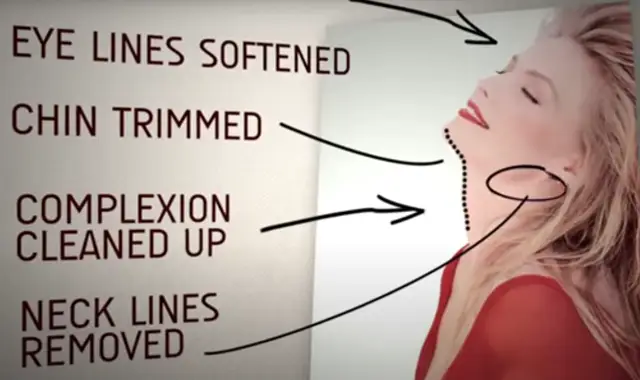 EYE LINES SOFTENED
CHIN TRIMMED
COMPLEXION
CLEANED UP
NECK LINES
REMOVED